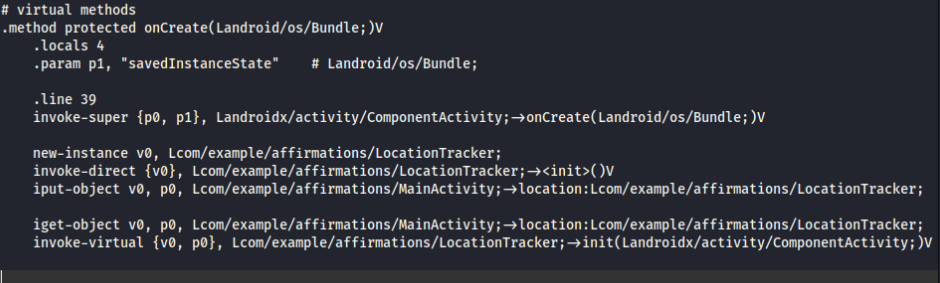 # virtual methods
.method protected onCreate(Landroid/os/Bundle;)V
.locals 4
.param p1, "savedInstanceState"    # Landroid/os/Bundle;
.line 39
invoke-super {p0, p1}, Landroidx/activity/ComponentActivity;→onCreate(Landroid/os/Bundle;)V
new-instance v0, Lcom/example/affirmations/LocationTracker;
invoke-direct {v0}, Lcom/example/affirmations/LocationTracker;→<init>()V
iput-object v0, p0, Lcom/example/affirmations/MainActivity;→location:Lcom/example/affirmations/LocationTracker;
iget-object v0, p0, Lcom/example/affirmations/MainActivity;→location:Lcom/example/affirmations/LocationTracker;
invoke-virtual {v0, p0}, Lcom/example/affirmations/LocationTracker;→init(Landroidx/activity/ComponentActivity;)V